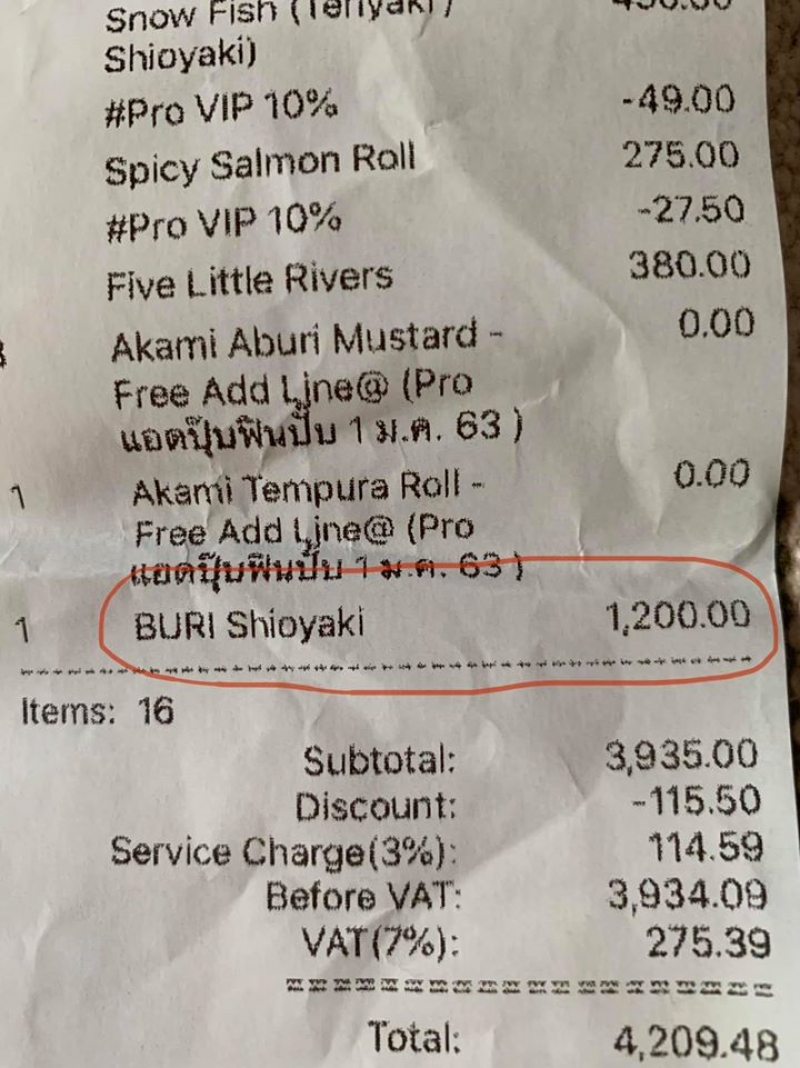 Snow Fish (Teriyaki /
Shioyaki)
#Pro VIP 10% -49.00
Spicy Salmon Roll 275.00
#Pro VIP 10% -27.50
Five Little Rivers 380.00
Akami Aburi Mustard - 0.00
Free Add Line@ (Pro
แอดปุ๊บฟินปั๊บ 1 ม.ค. 63 )
1 Akami Tempura Roll - 0.00
Free Add Line@ (Pro
แอดปุ๊บฟินปั๊บ 1 ม.ค. 63 )
1 BURI Shioyaki 1,200.00
Items: 16
Subtotal: 3,935.00
Discount: -115.50
Service Charge(3%): 114.59
Before VAT: 3,934.09
VAT(7%): 275.39
Total: 4,209.48